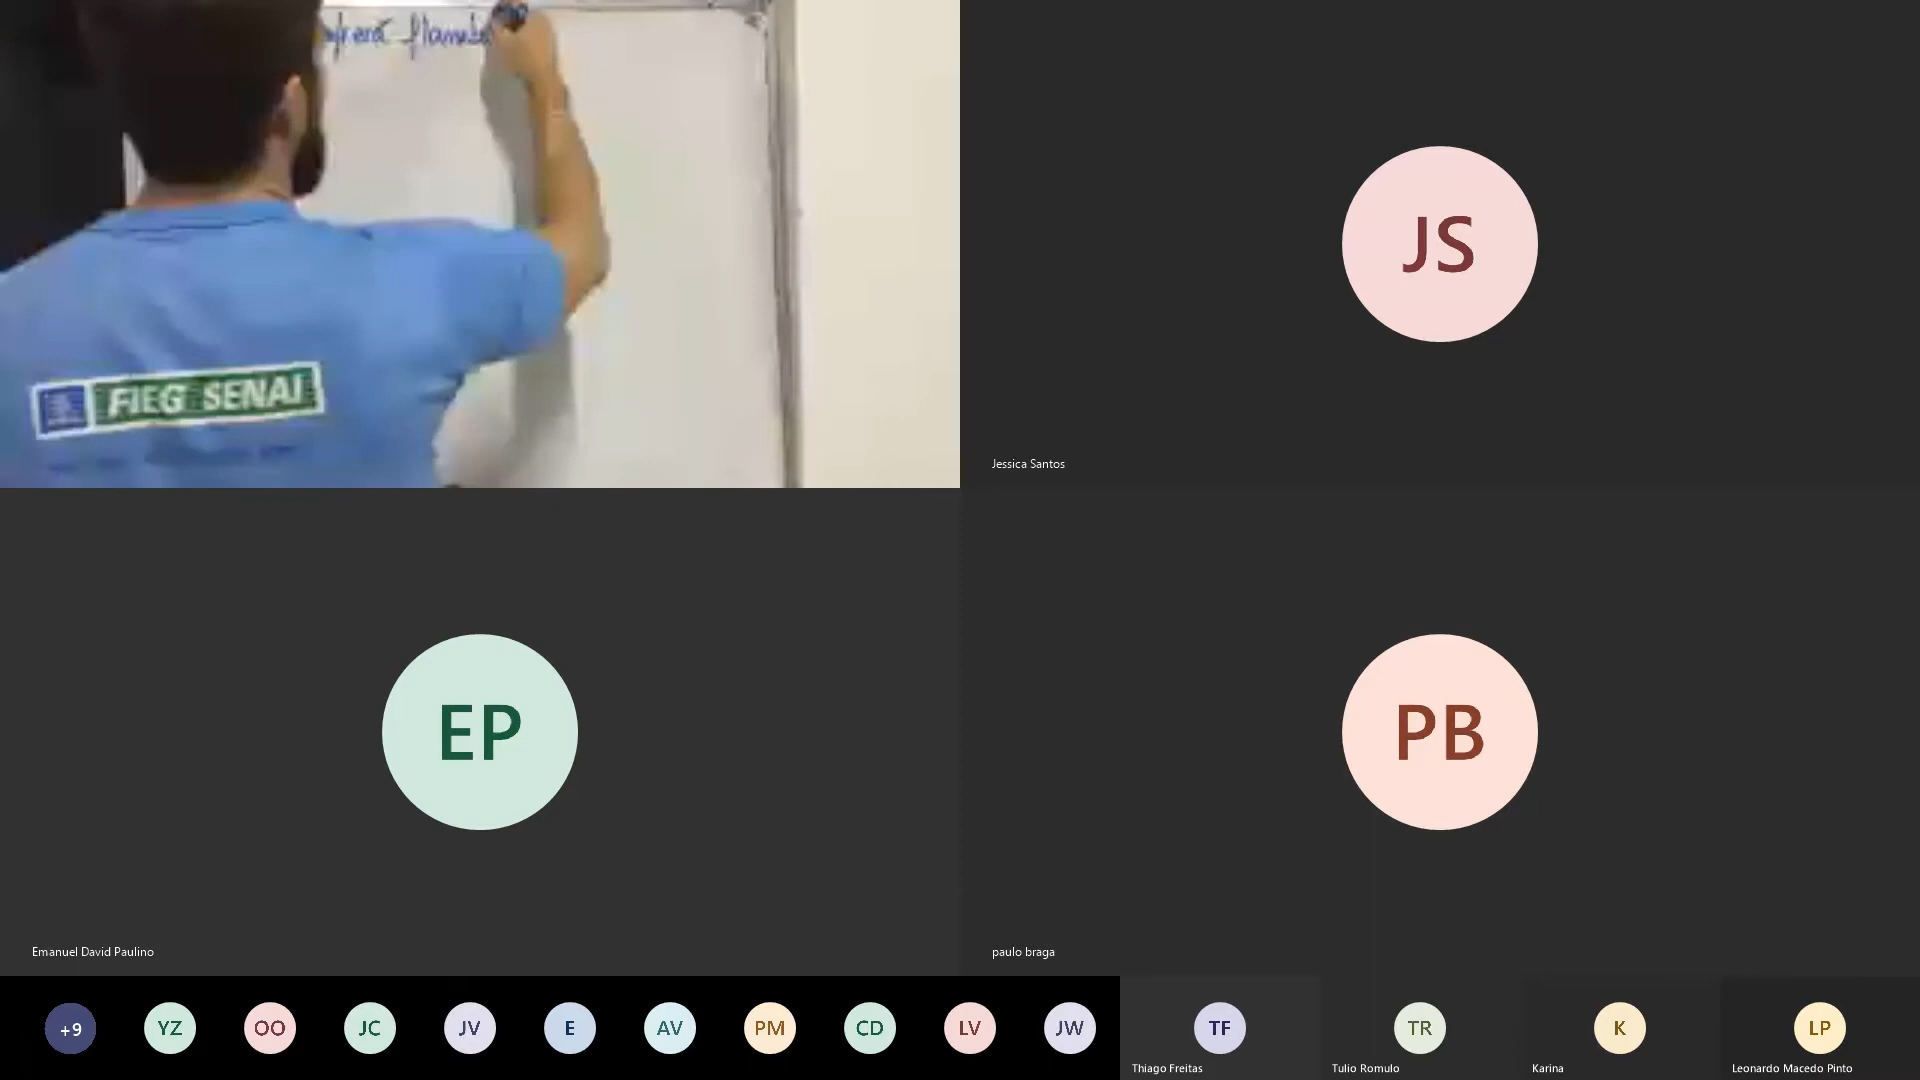 FIEG SENAI
JS
Jessica Santos
EP
Emanuel David Paulino
PB
paulo braga
+9
YZ
OO
JC
JV
E
AV
PM
CD
LV
JW
TF
Thiago Freitas
TR
Tulio Romulo
K
Karina
LP
Leonardo Macedo Pinto